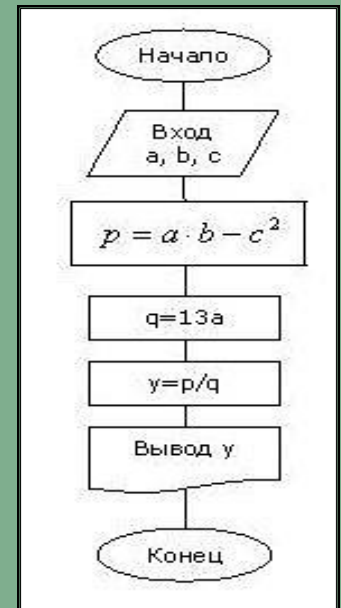 Начало
Вход
a, b, c
p = a · b − c²
q=13a
y=p/q
Вывод y
Конец